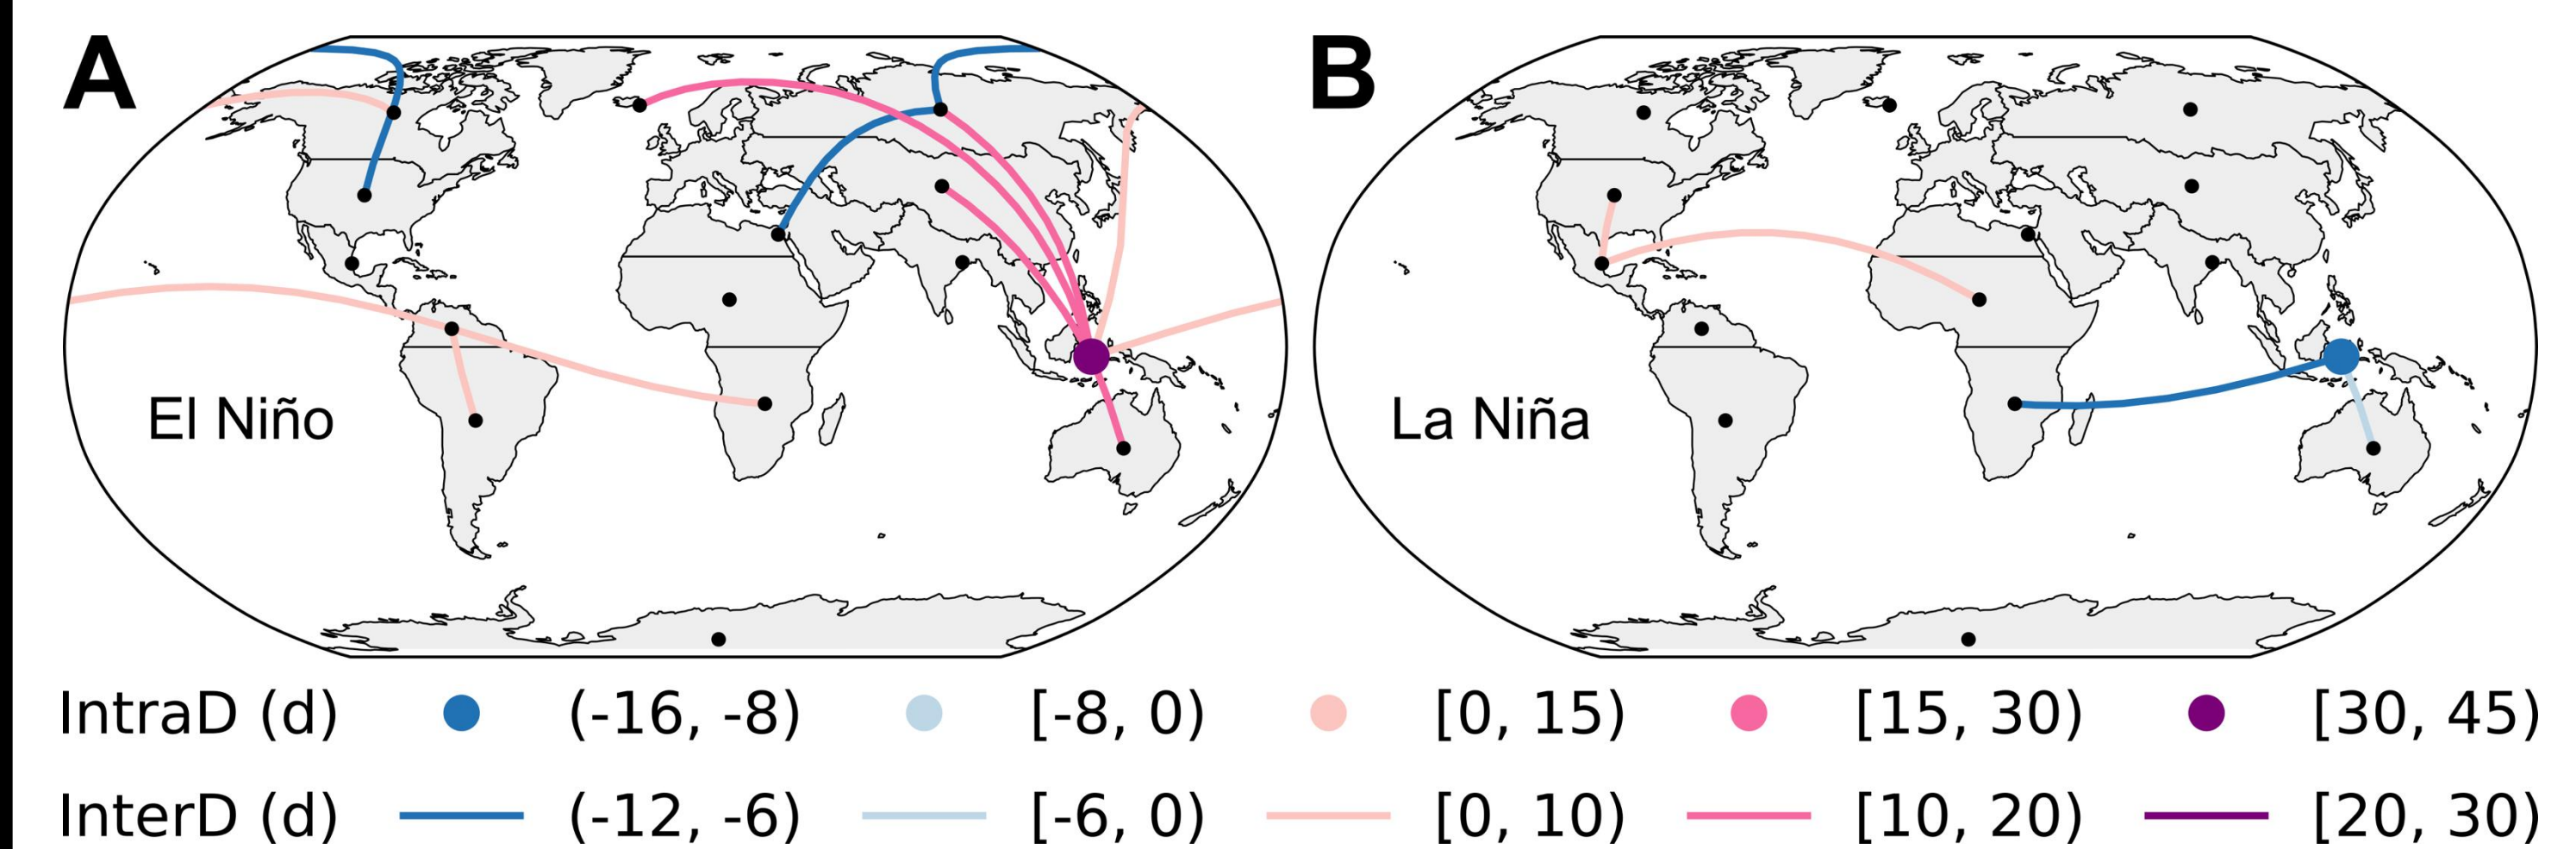 A
B
El Niño
La Niña
IntraD (d) (-16, -8) [-8, 0) [0, 15) [15, 30) [30, 45)
InterD (d) (-12, -6) [-6, 0) [0, 10) [10, 20) [20, 30)